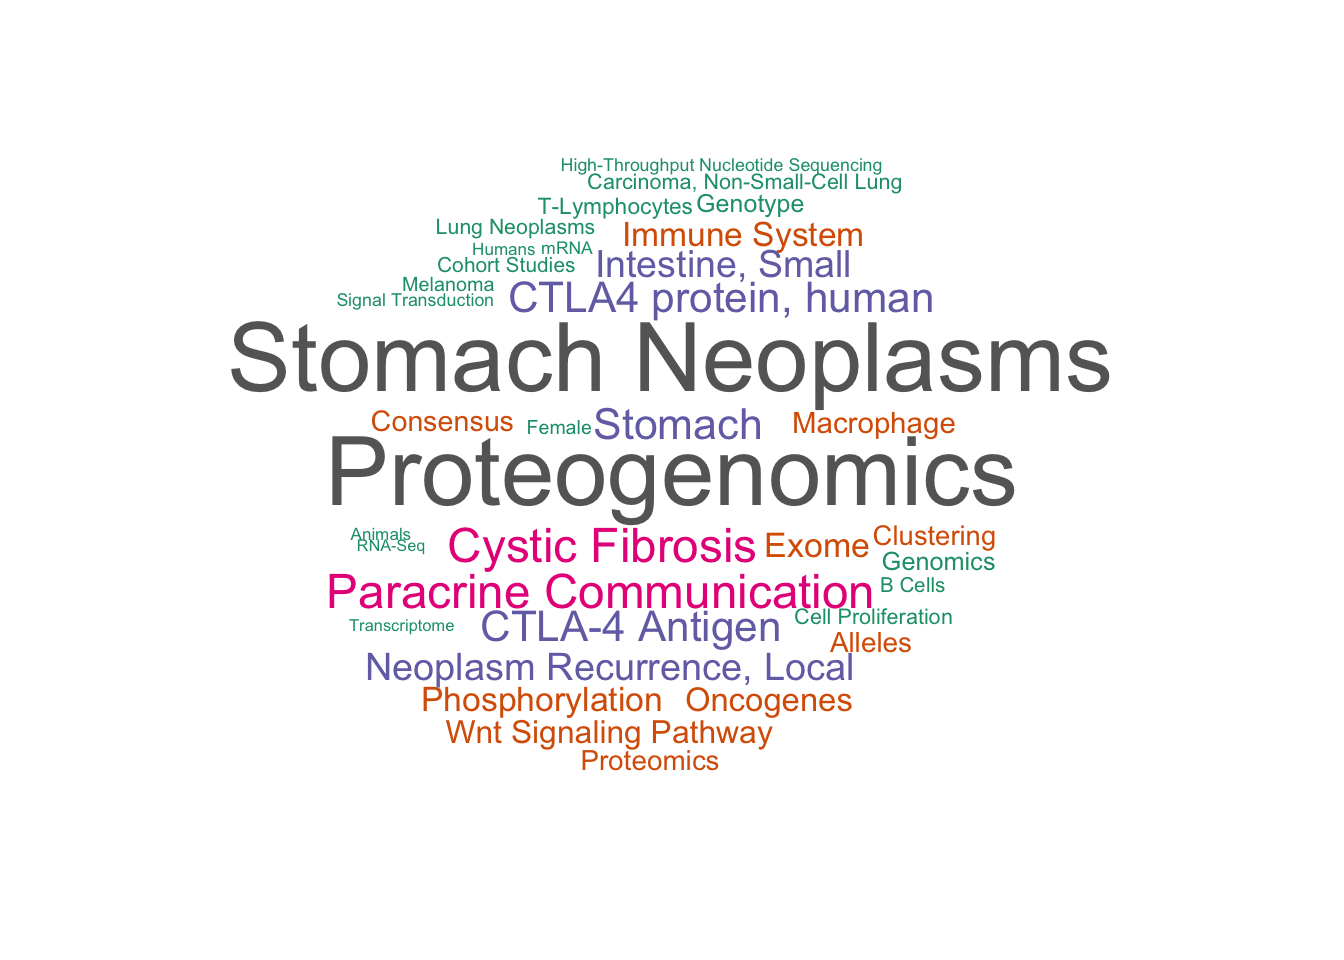 High-Throughput Nucleotide Sequencing
Carcinoma, Non-Small-Cell Lung
T-Lymphocytes Genotype
Lung Neoplasms Immune System
Humans mRNA
Cohort Studies Intestine, Small
Melanoma
Signal Transduction CTLA4 protein, human
Stomach Neoplasms
Consensus Female Stomach Macrophage
Proteogenomics
Animals
RNA-Seq Cystic Fibrosis Exome Clustering
Genomics
Paracrine Communication B Cells
Transcriptome CTLA-4 Antigen Cell Proliferation
Alleles
Neoplasm Recurrence, Local
Phosphorylation Oncogenes
Wnt Signaling Pathway
Proteomics